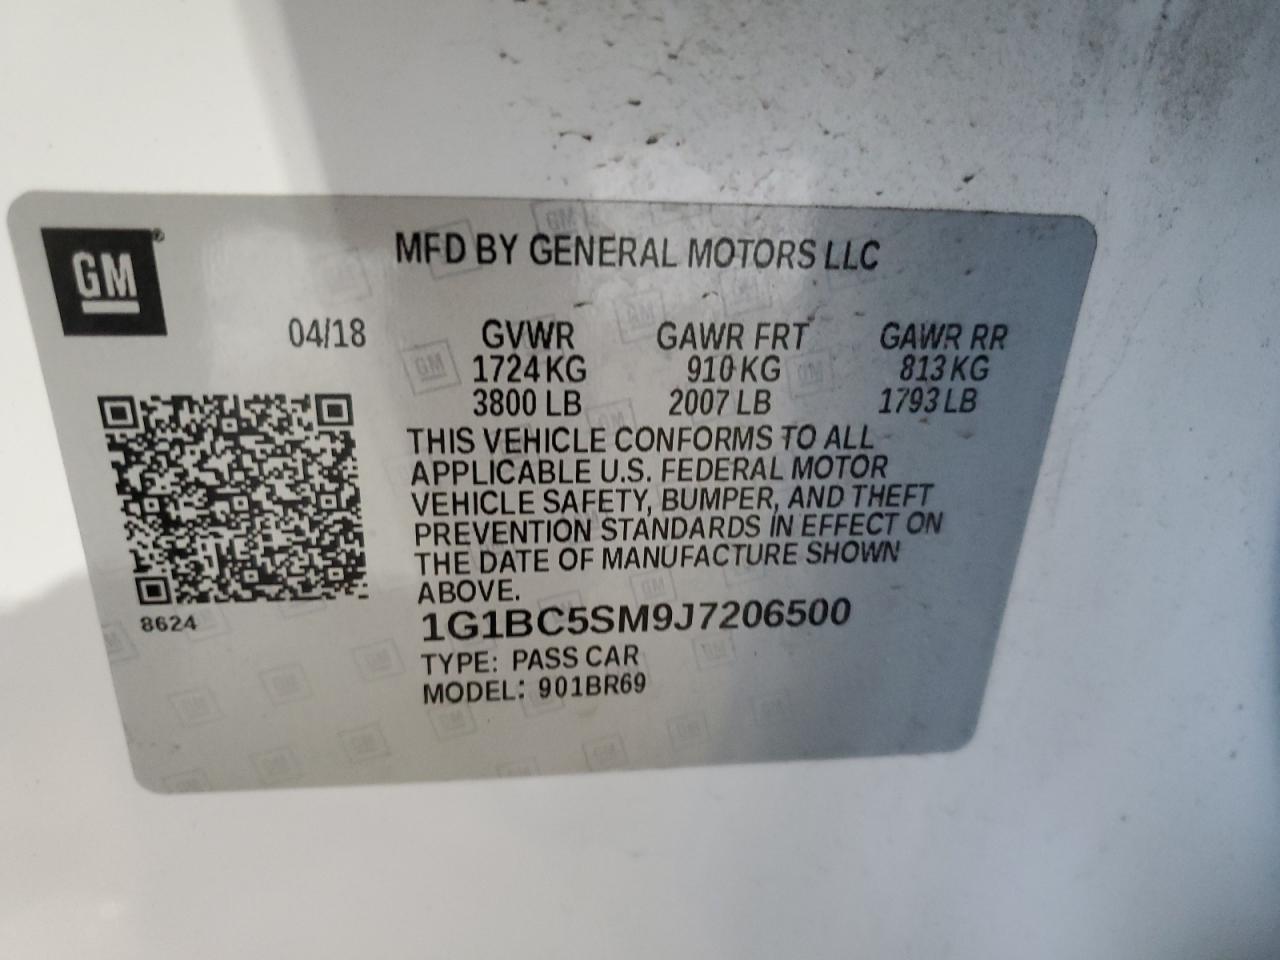 GM®
MFD BY GENERAL MOTORS LLC
04/18 GVWR GAWR FRT GAWR RR
1724 KG 910 KG 813 KG
3800 LB 2007 LB 1793 LB
THIS VEHICLE CONFORMS TO ALL
APPLICABLE U.S. FEDERAL MOTOR
VEHICLE SAFETY, BUMPER, AND THEFT
PREVENTION STANDARDS IN EFFECT ON
THE DATE OF MANUFACTURE SHOWN
ABOVE.
8624
1G1BC5SM9J7206500
TYPE: PASS CAR
MODEL: 901BR69